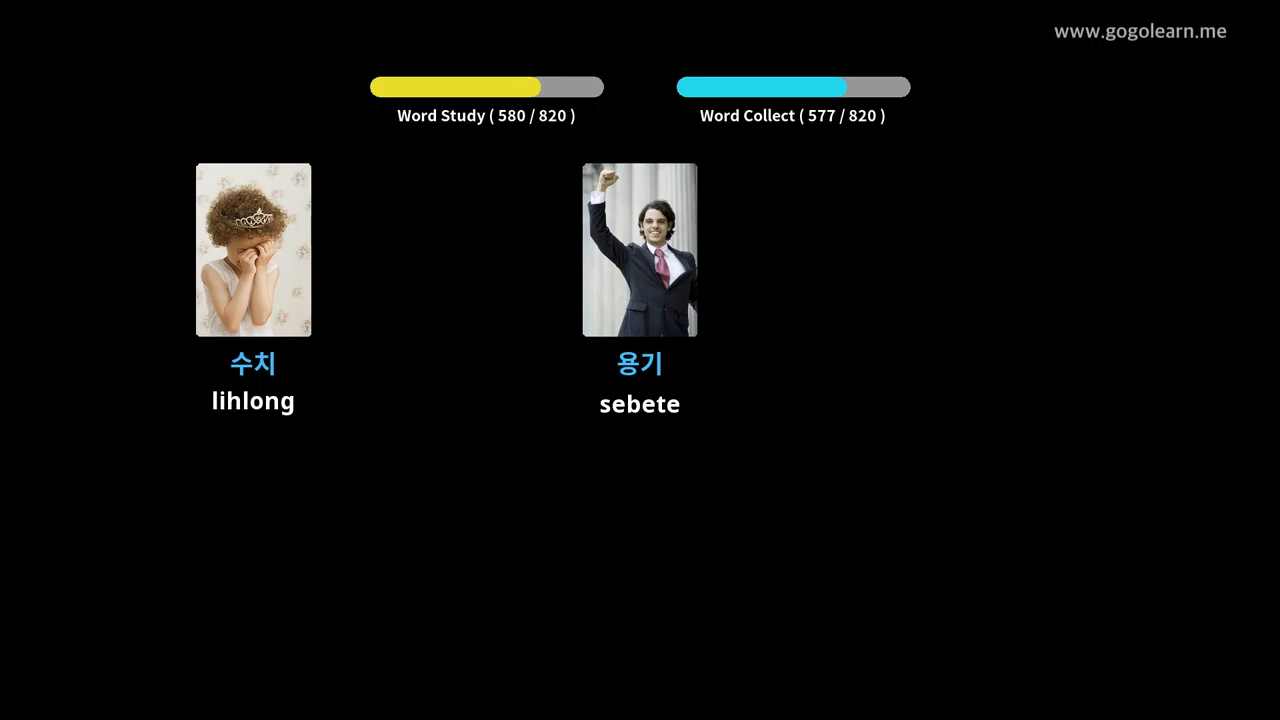 www.gogolearn.me
Word Study ( 580 / 820 )
Word Collect ( 577 / 820 )
수치
lihlong
용기
sebete